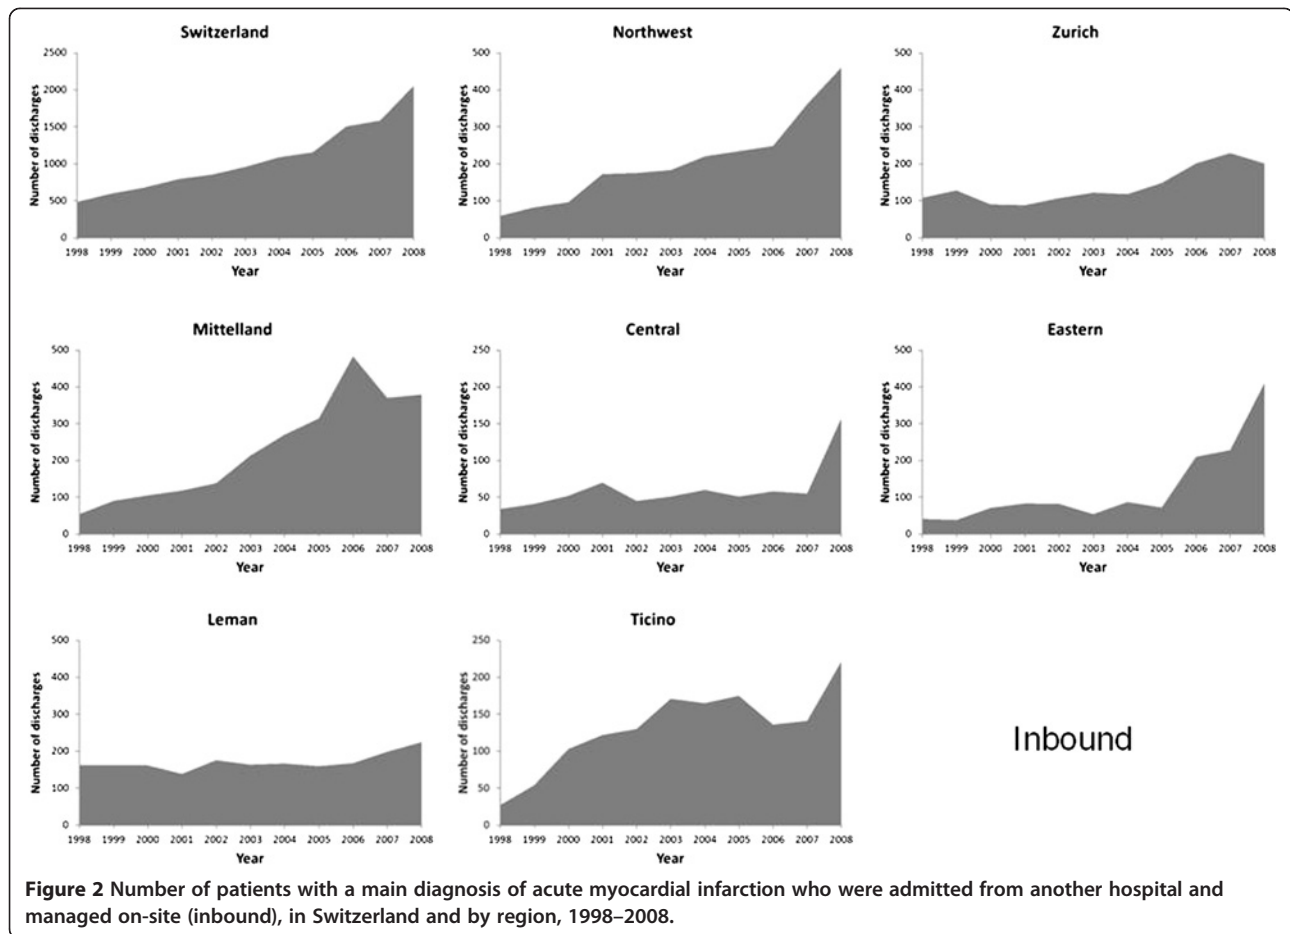 Switzerland
Number of discharges
2500
2000
1500
1000
500
0
1998 1999 2000 2001 2002 2003 2004 2005 2006 2007 2008
Year
Northwest
Number of discharges
500
400
300
200
100
0
1998 1999 2000 2001 2002 2003 2004 2005 2006 2007 2008
Year
Zurich
Number of discharges
500
400
300
200
100
0
1998 1999 2000 2001 2002 2003 2004 2005 2006 2007 2008
Year
Mittelland
Number of discharges
500
400
300
200
100
0
1998 1999 2000 2001 2002 2003 2004 2005 2006 2007 2008
Year
Central
Number of discharges
250
200
150
100
50
0
1998 1999 2000 2001 2002 2003 2004 2005 2006 2007 2008
Year
Eastern
Number of discharges
500
400
300
200
100
0
1998 1999 2000 2001 2002 2003 2004 2005 2006 2007 2008
Year
Leman
Number of discharges
500
400
300
200
100
0
1998 1999 2000 2001 2002 2003 2004 2005 2006 2007 2008
Year
Ticino
Number of discharges
250
200
150
100
50
0
1998 1999 2000 2001 2002 2003 2004 2005 2006 2007 2008
Year
Inbound
Figure 2 Number of patients with a main diagnosis of acute myocardial infarction who were admitted from another hospital and
managed on-site (inbound), in Switzerland and by region, 1998–2008.